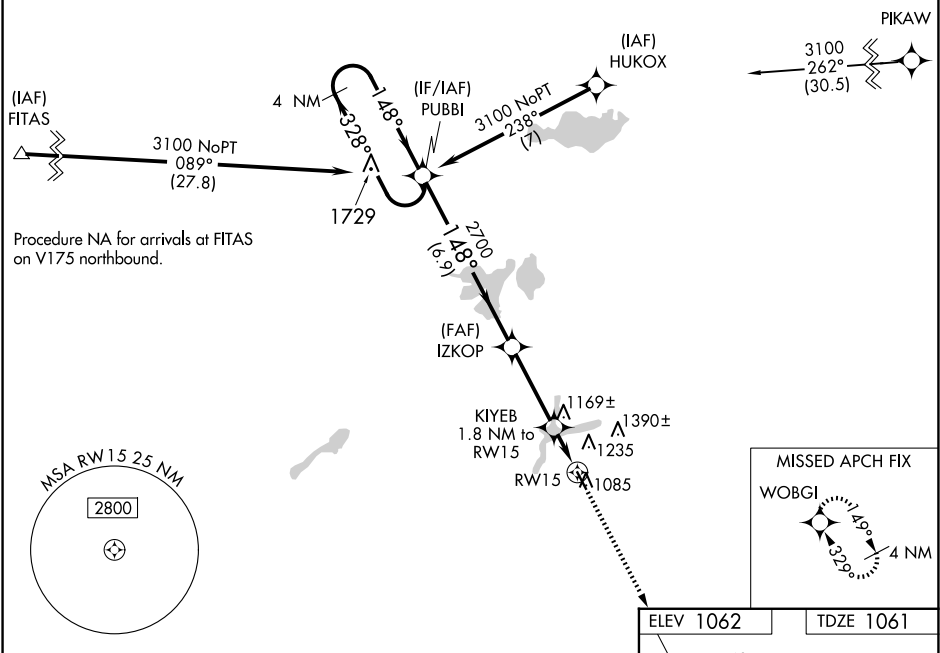 PIKAW
3100
262°
(30.5)
(IAF)
HUKOX
3100 NoPT
238°
(7)
(IF/IAF)
PUBBI
4 NM
148°
328°
(IAF)
FITAS
3100 NoPT
089°
(27.8)
1729
Procedure NA for arrivals at FITAS
on V175 northbound.
2700
148°
(6.9)
(FAF)
IZKOP
KIYEB
1.8 NM to
RW15
1169±
1390±
1235
RW15
1085
MSA RW15 25 NM
2800
MISSED APCH FIX
WOBGI
149°
329°
4 NM
ELEV 1062
TDZE 1061